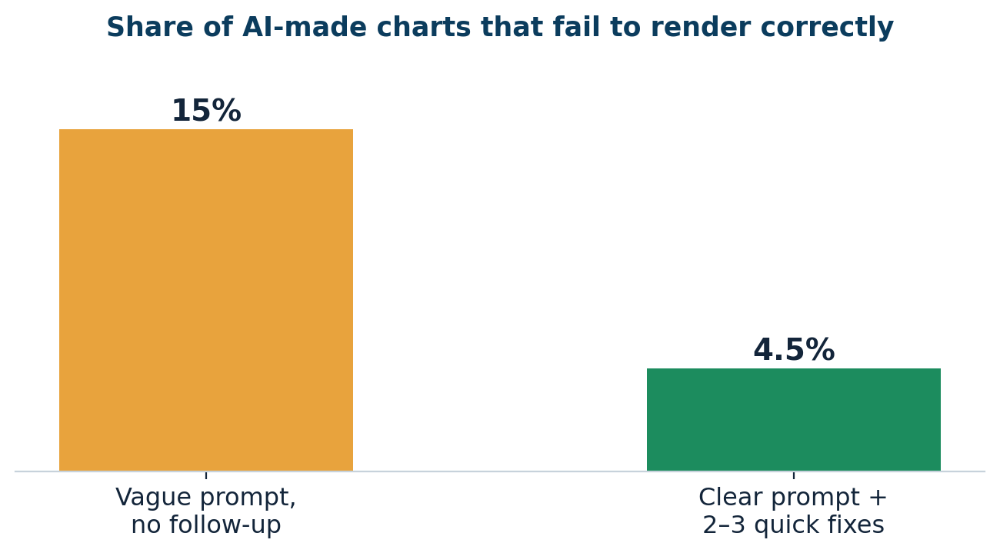 Share of AI-made charts that fail to render correctly
15%
4.5%
Vague prompt,
no follow-up
Clear prompt +
2–3 quick fixes